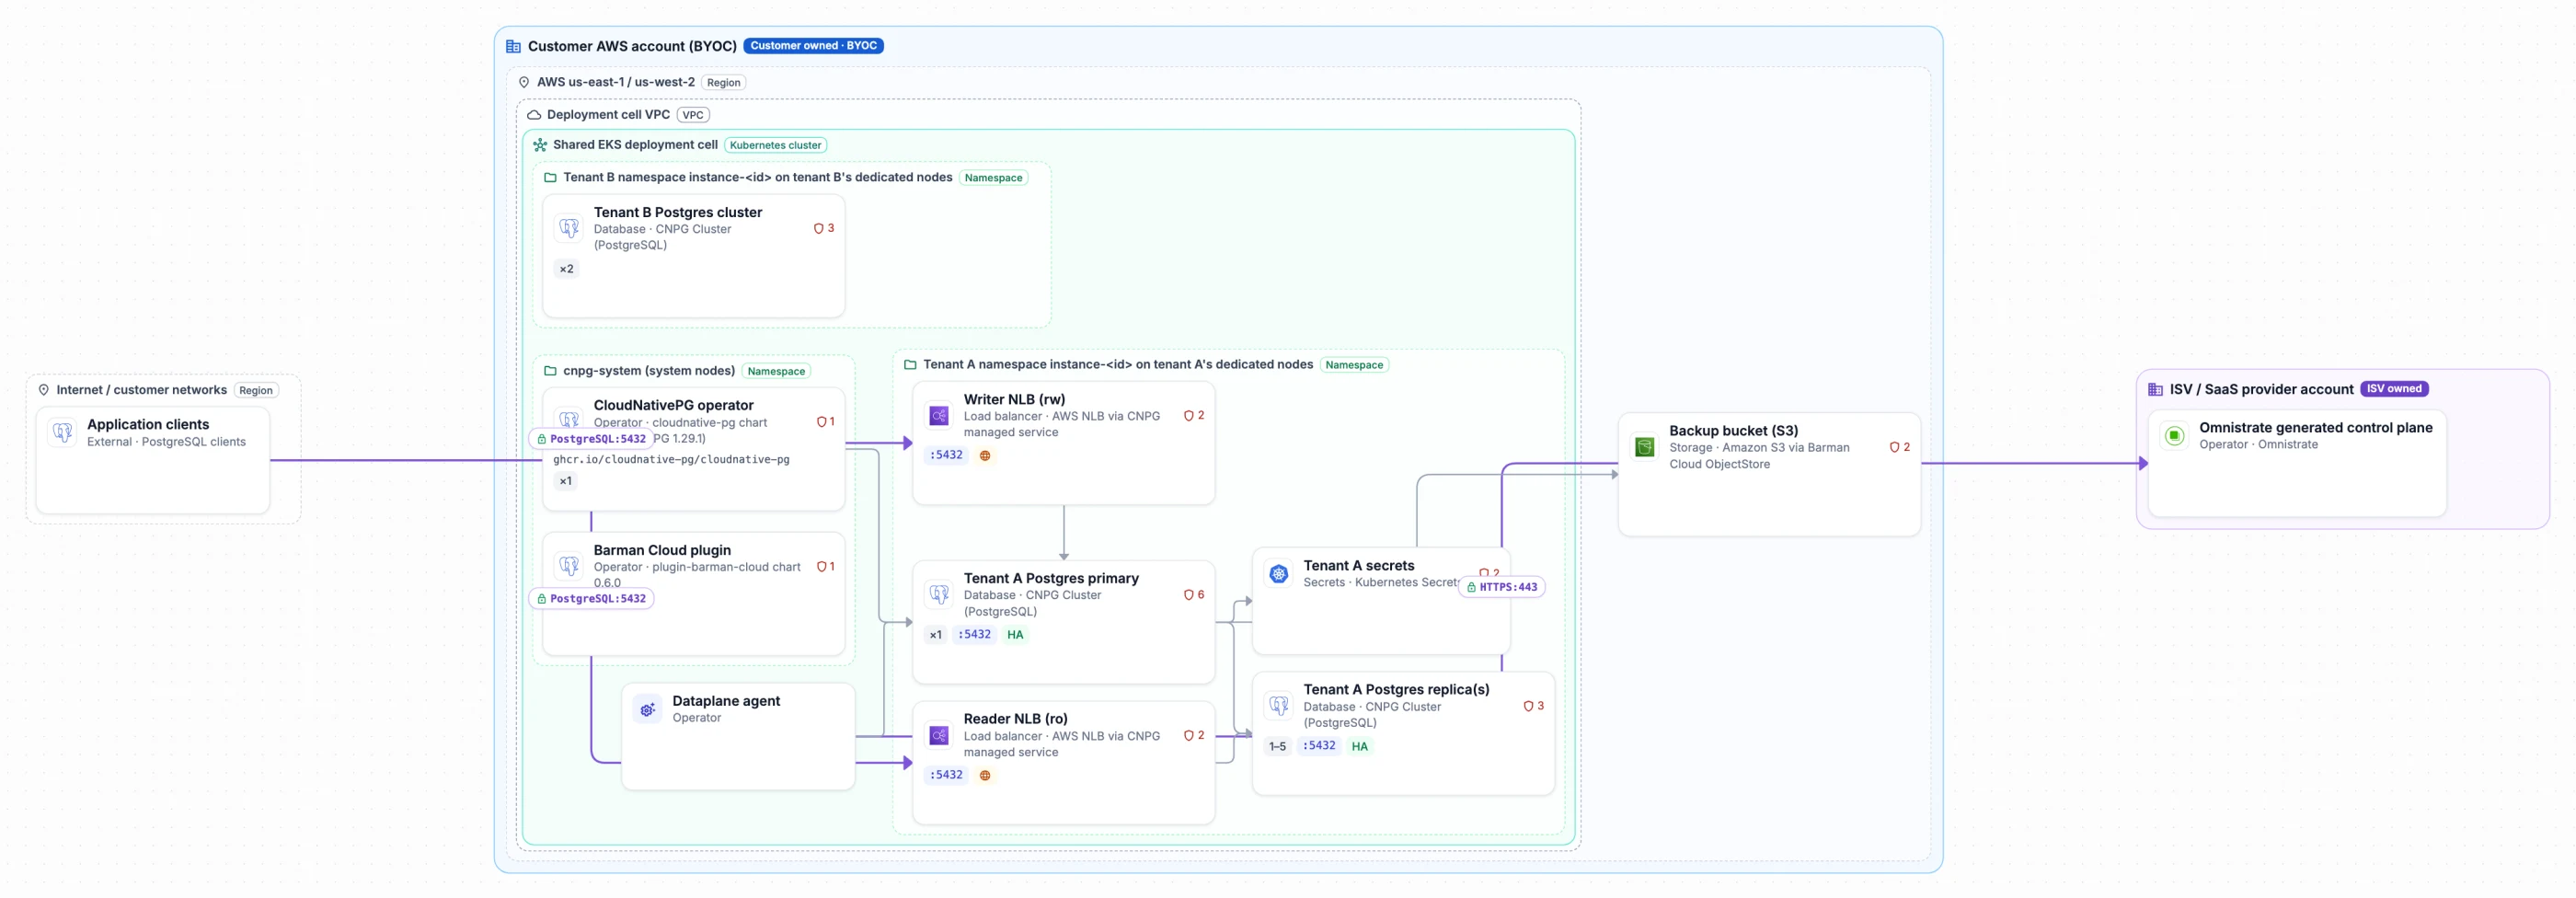 Customer AWS account (BYOC) Customer owned · BYOC
AWS us-east-1 / us-west-2 Region
Deployment cell VPC VPC
Shared EKS deployment cell Kubernetes cluster
Tenant B namespace instance-<id> on tenant B's dedicated nodes Namespace
Tenant B Postgres cluster
Database · CNPG Cluster
(PostgreSQL)
3
×2
Internet / customer networks Region
Application clients
External · PostgreSQL clients
cnpg-system (system nodes) Namespace
CloudNativePG operator
Operator · cloudnative-pg chart
PG 1.29.1)
1
PostgreSQL:5432
ghcr.io/cloudnative-pg/cloudnative-pg
×1
Barman Cloud plugin
Operator · plugin-barman-cloud chart
0.6.0
1
PostgreSQL:5432
Dataplane agent
Operator
Tenant A namespace instance-<id> on tenant A's dedicated nodes Namespace
Writer NLB (rw)
Load balancer · AWS NLB via CNPG
managed service
2
:5432
Tenant A Postgres primary
Database · CNPG Cluster
(PostgreSQL)
6
×1 :5432 HA
Reader NLB (ro)
Load balancer · AWS NLB via CNPG
managed service
2
:5432
Tenant A secrets
Secrets · Kubernetes Secrets
2
HTTPS:443
Tenant A Postgres replica(s)
Database · CNPG Cluster
(PostgreSQL)
3
1–5 :5432 HA
Backup bucket (S3)
Storage · Amazon S3 via Barman
Cloud ObjectStore
2
ISV / SaaS provider account ISV owned
Omnistrate generated control plane
Operator · Omnistrate